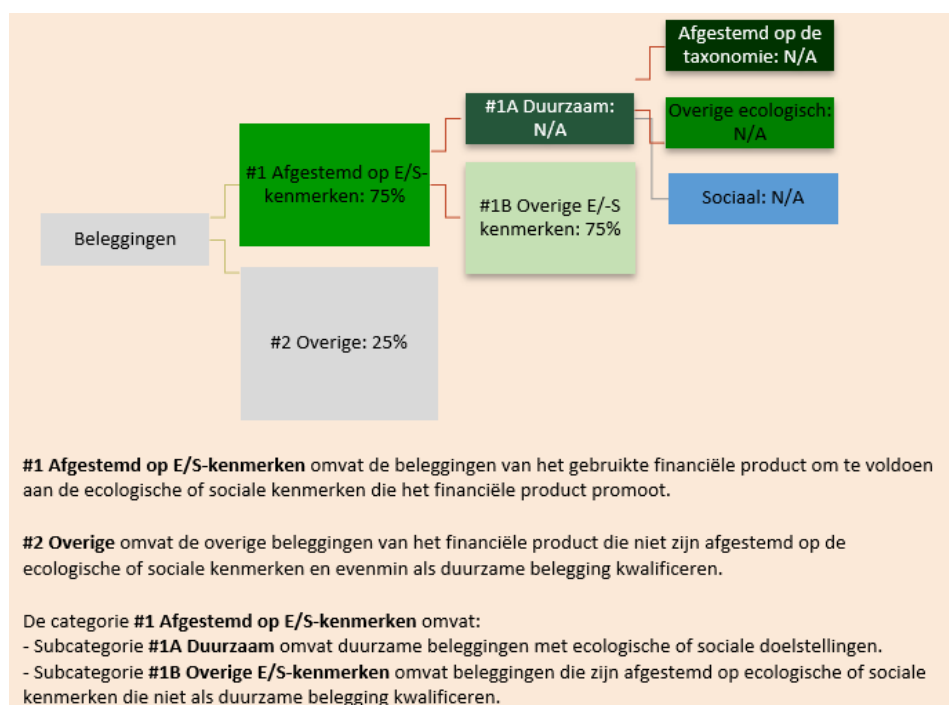 Afgestemd op de
taxonomie: N/A
#1A Duurzaam:
N/A
Overige ecologisch:
N/A
#1 Afgestemd op E/S-
kenmerken: 75%
Sociaal: N/A
#1B Overige E/-S
kenmerken: 75%
Beleggingen
#2 Overige: 25%
#1 Afgestemd op E/S-kenmerken omvat de beleggingen van het gebruikte financiële product om te voldoen
aan de ecologische of sociale kenmerken die het financiële product promoot.
#2 Overige omvat de overige beleggingen van het financiële product die niet zijn afgestemd op de
ecologische of sociale kenmerken en evenmin als duurzame belegging kwalificeren.
De categorie #1 Afgestemd op E/S-kenmerken omvat:
- Subcategorie #1A Duurzaam omvat duurzame beleggingen met ecologische of sociale doelstellingen.
- Subcategorie #1B Overige E/S-kenmerken omvat beleggingen die zijn afgestemd op ecologische of sociale
kenmerken die niet als duurzame belegging kwalificeren.